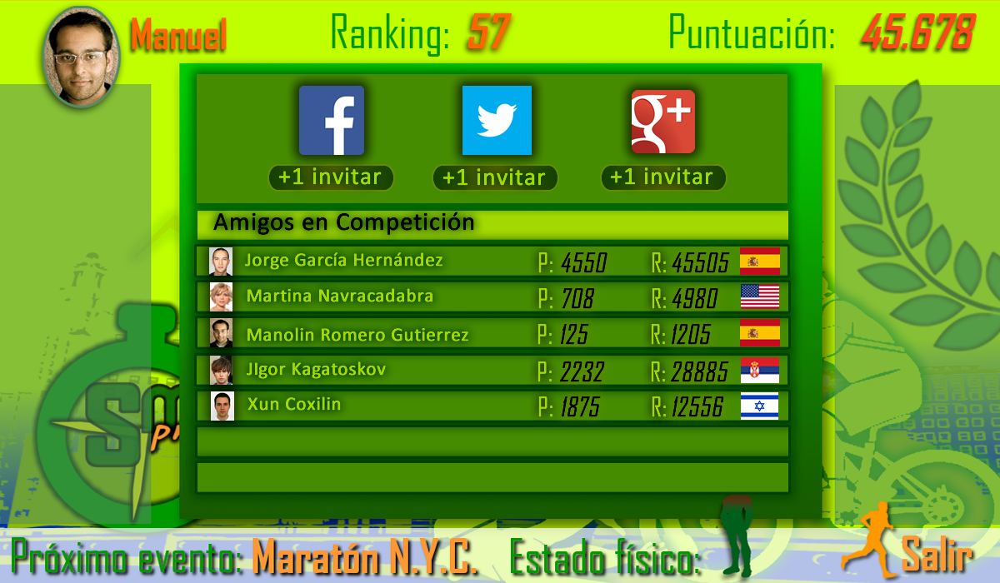 Manuel Ranking: 57 Puntuación: 45.678
+1 invitar +1 invitar +1 invitar
Amigos en Competición
Jorge García Hernández P: 4550 R: 45505
Martina Navracadabra P: 708 R: 4980
Manolin Romero Gutierrez P: 125 R: 1205
JIgor Kagatoskov P: 2232 R: 28885
Xun Coxilin P: 1875 R: 12556
Próximo evento: Maratón N.Y.C. Estado físico: Salir